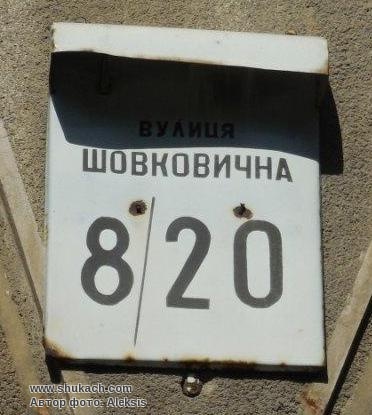 ВУЛИЦЯ
ШОВКОВИЧНА
8/20
www.shukach.com
Автор фото: Aleksis